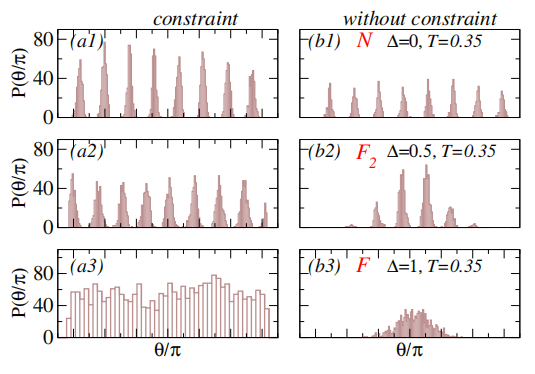 constraint without constraint
P(θ/π) 80 40 0 (a1) (b1) N Δ=0, T=0.35
P(θ/π) 80 40 0 (a2) (b2) F2 Δ=0.5, T=0.35
P(θ/π) 80 40 0 (a3) (b3) F Δ=1, T=0.35
θ/π θ/π